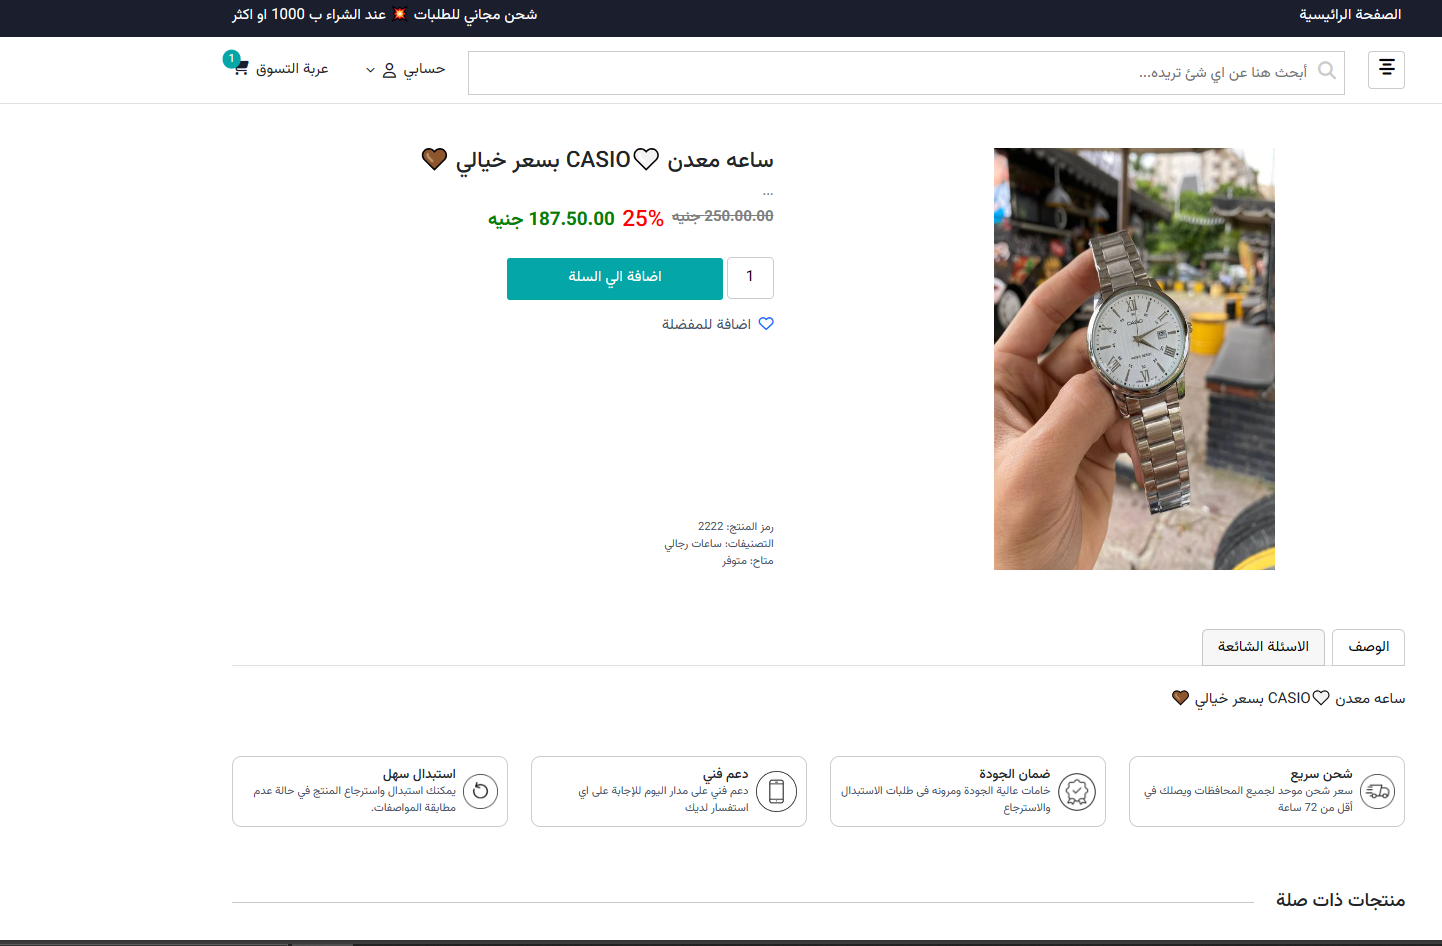 الصفحة الرائيسية
شحن مجاني للطلبات 💥 عند الشراء ب 1000 او اكثر
أبحث هنا عن اي شئ تريده...
حسابي
عربة التسوق
1
ساعه معدن 🤍CASIO بسعر خيالي 🤎
...
250.00.00 جنيه 25% 187.50.00 جنيه
1
اضافة الي السلة
اضافة للمفضلة
رمز المنتج: 2222
التصنيفات: ساعات رجالي
متاح: متوفر
CASIO
الوصف
الاسئلة الشائعة
ساعه معدن 🤍CASIO بسعر خيالي 🤎
شحن سريع
سعر شحن موحد لجميع المحافظات ويصلك في
أقل من 72 ساعة
ضمان الجودة
خامات عالية الجودة ومرونه فى طلبات الاستبدال
والاسترجاع
دعم فني
دعم فني على مدار اليوم للإجابة على اي
استفسار لديك
استبدال سهل
يمكنك استبدال واسترجاع المنتج في حالة عدم
مطابقة المواصفات.
منتجات ذات صلة